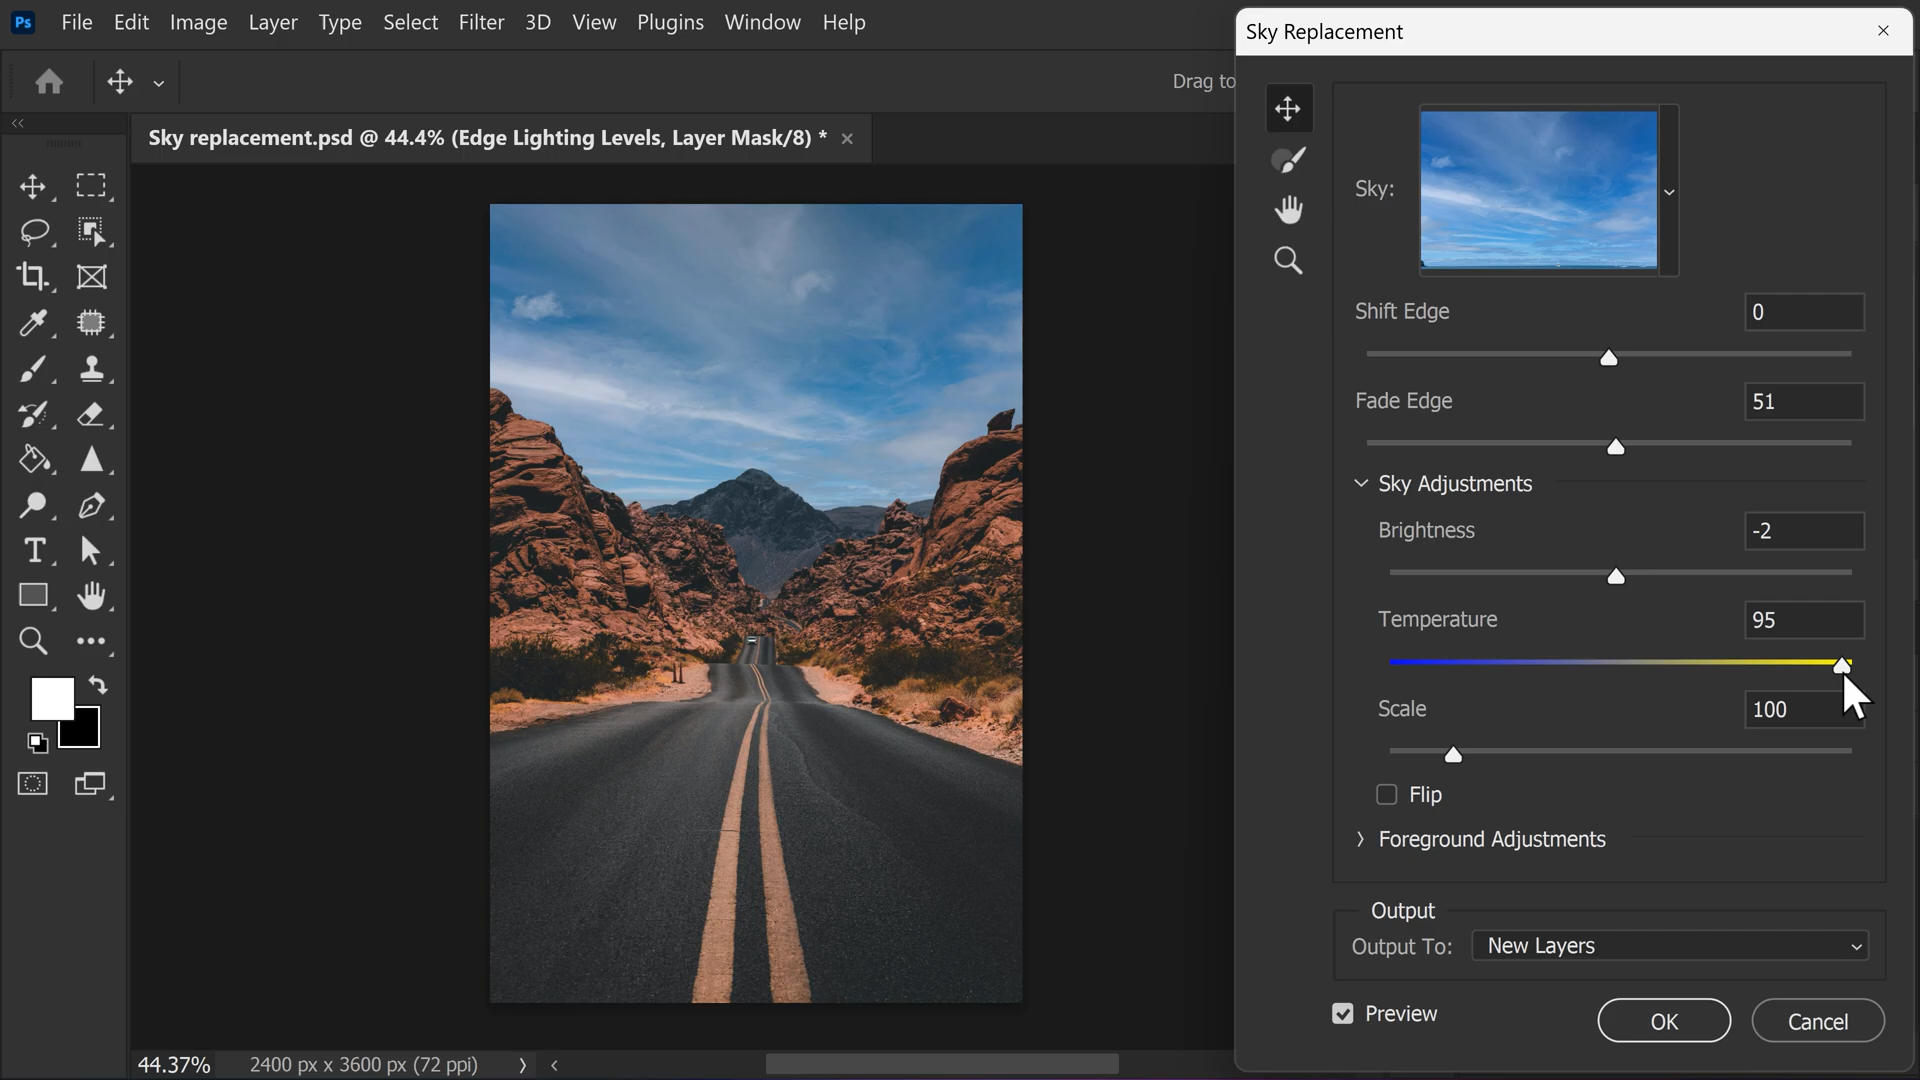 Ps File Edit Image Layer Type Select Filter 3D View Plugins Window Help
Drag to
Sky replacement.psd @ 44.4% (Edge Lighting Levels, Layer Mask/8) *
44.37% 2400 px x 3600 px (72 ppi)
Sky Replacement
Sky:
Shift Edge 0
Fade Edge 51
Sky Adjustments
Brightness -2
Temperature 95
Scale 100
Flip
Foreground Adjustments
Output
Output To: New Layers
Preview OK Cancel